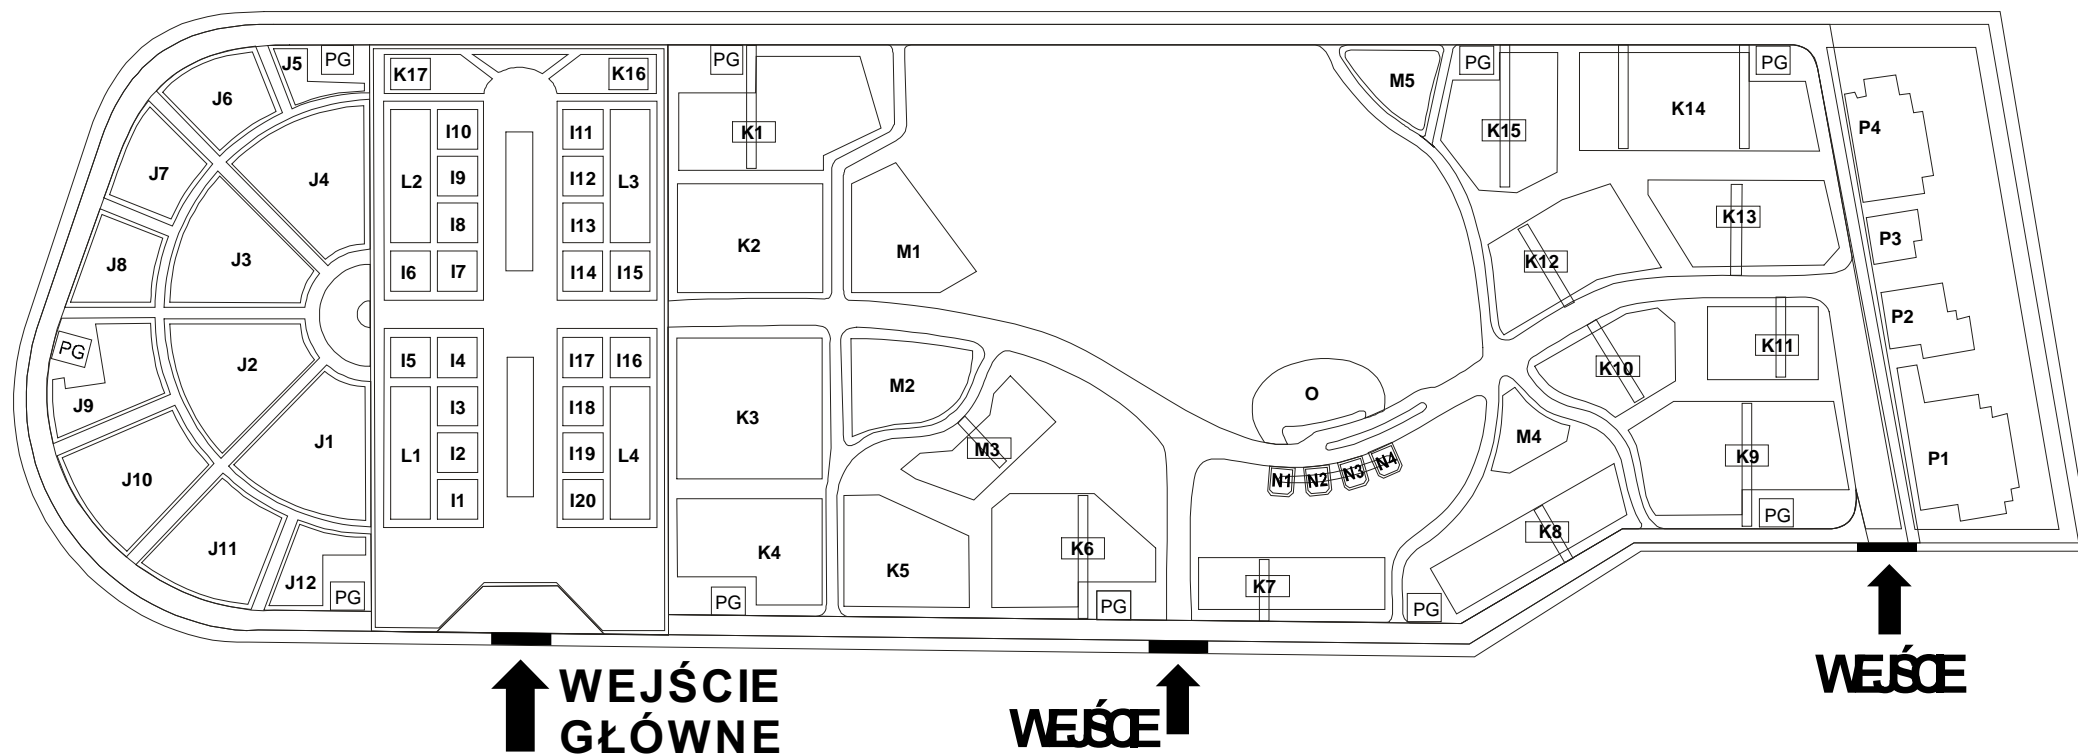 J5
PG
K17
K16
PG
M5
PG
PG
J6
I10
I11
K1
K15
K14
P4
J7
J4
L2
I9
I12
L3
I8
I13
K13
J8
J3
I6
I7
I14
I15
K2
M1
K12
P3
PG
J2
I5
I4
I17
I16
K11
P2
M2
K10
J9
I3
I18
K3
O
J1
L1
I2
I19
L4
M3
M4
K9
P1
J10
I1
I20
N1
N2
N3
N4
PG
J11
K4
K5
K6
K8
J12
PG
PG
PG
K7
PG
WEJŚCIE
GŁÓWNE
WEJŚCIE
WEJŚCIE